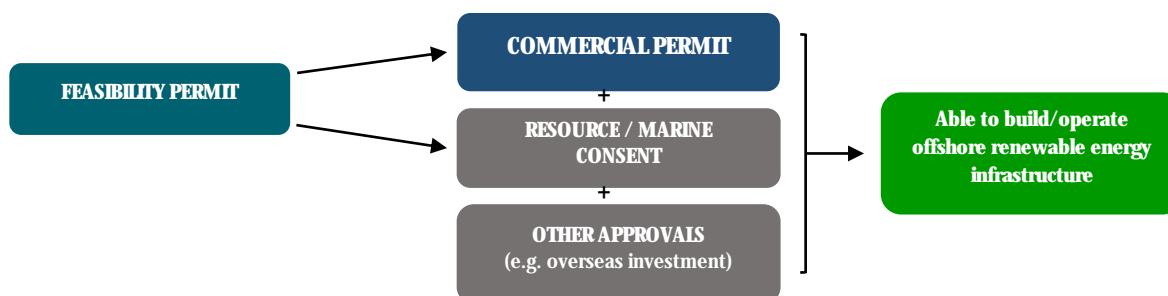 FEASIBILITY PERMIT
COMMERCIAL PERMIT
+
RESOURCE / MARINE
CONSENT
+
OTHER APPROVALS
(e.g. overseas investment)
Able to build/operate
offshore renewable energy
infrastructure